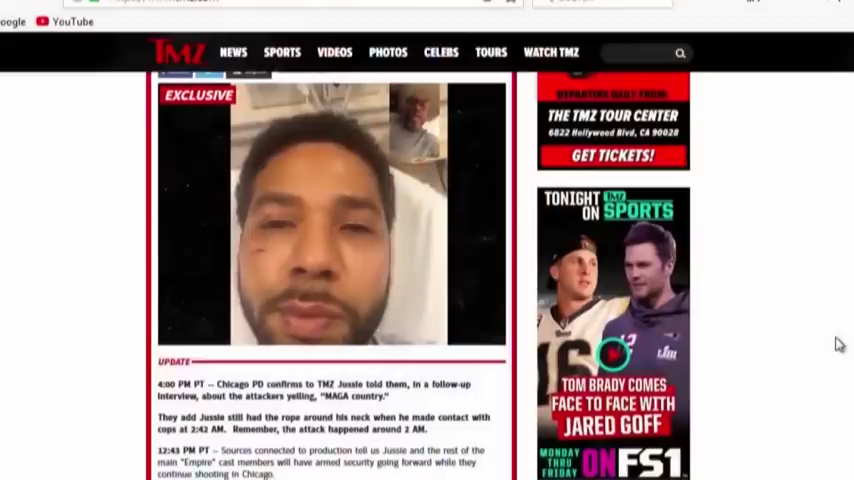 oogle
YouTube
TMZ
NEWS
SPORTS
VIDEOS
PHOTOS
CELEBS
TOURS
WATCH TMZ
EXCLUSIVE
UPDATE
4:00 PM PT -- Chicago PD confirms to TMZ Jussie told them, in a follow-up
interview, about the attackers yelling, "MAGA country."
They add Jussie still had the rope around his neck when he made contact with
cops at 2:42 AM. Remember, the attack happened around 2 AM.
12:43 PM PT -- Sources connected to production tell us Jussie and the rest of the
main "Empire" cast members will have armed security going forward while they
continue shooting in Chicago.
DEPARTING DAILY FROM
THE TMZ TOUR CENTER
6822 Hollywood Blvd, CA 90028
GET TICKETS!
TONIGHT
ON
TMZ
SPORTS
16
12
LIII
TOM BRADY COMES
FACE TO FACE WITH
JARED GOFF
MONDAY
THRU
FRIDAY
ON FS1